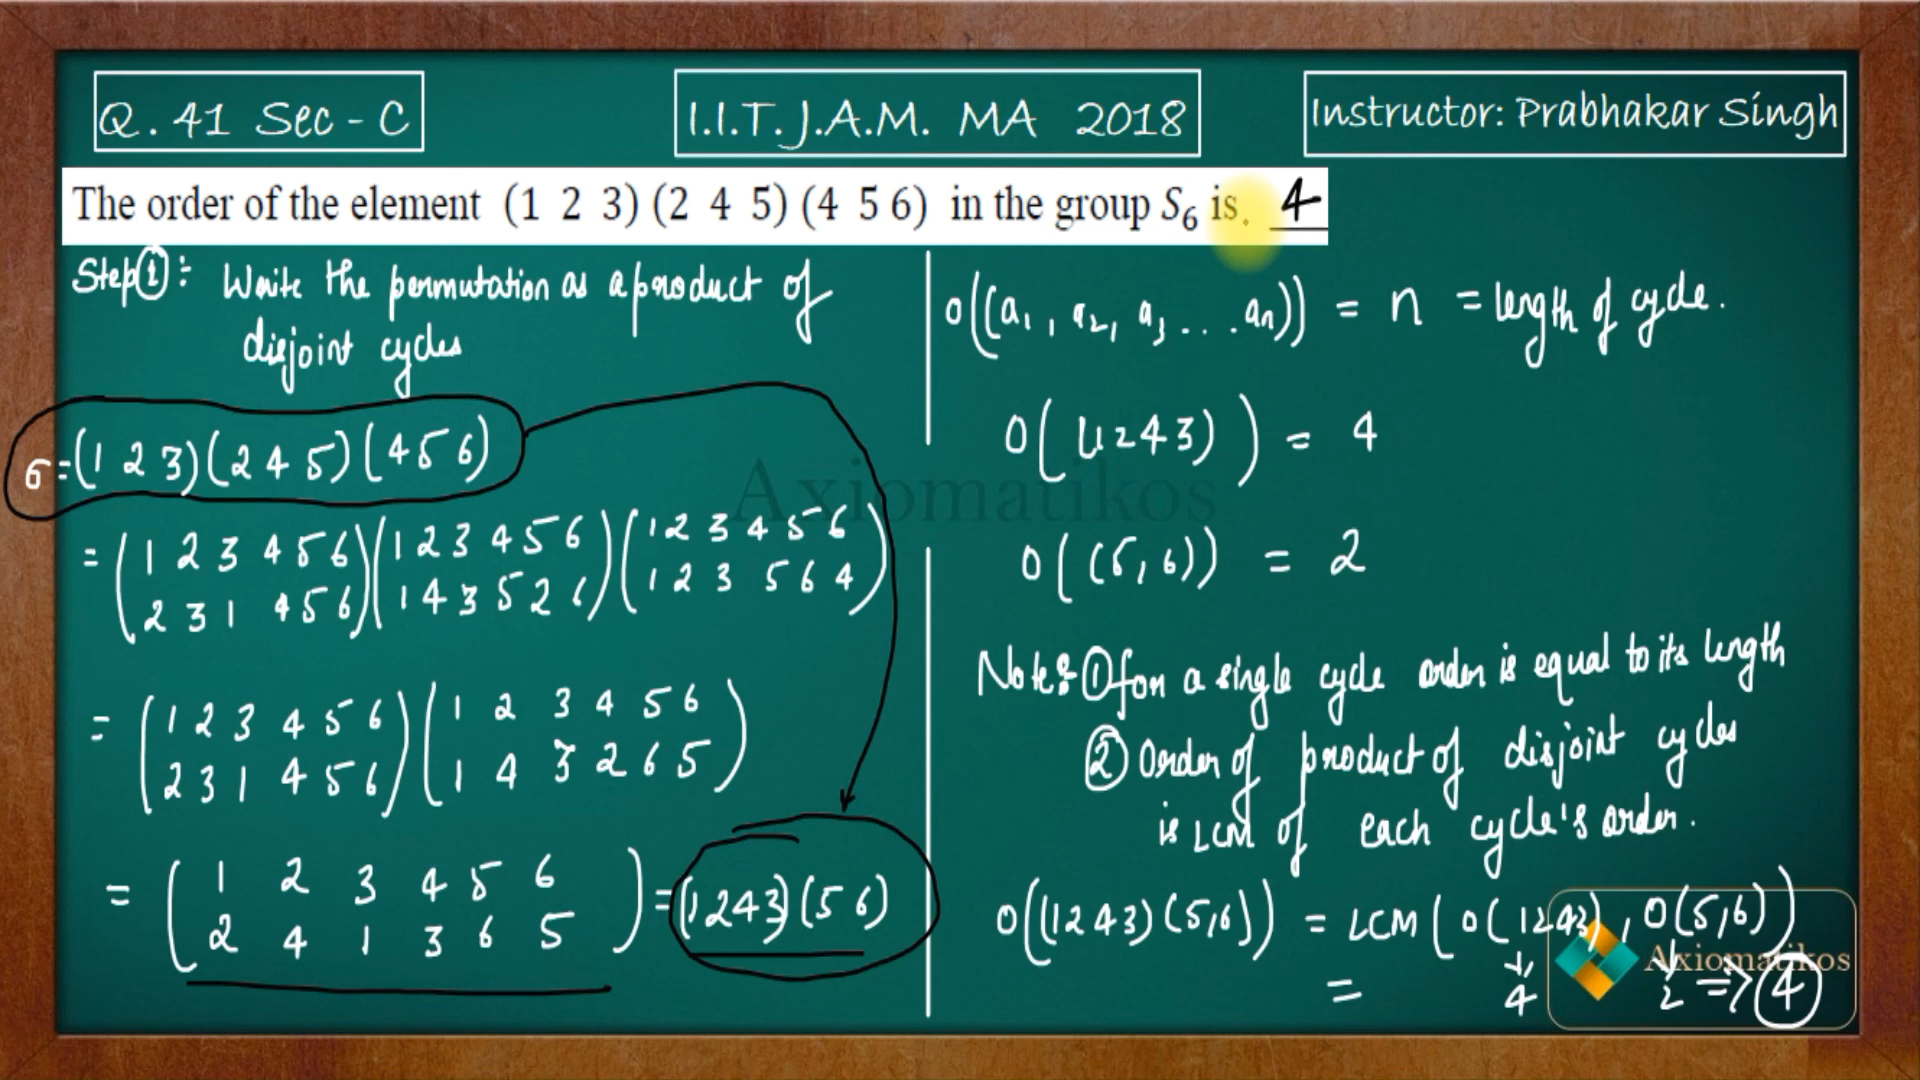 Q. 41 Sec - C
I.I.T. J.A.M. MA 2018
Instructor: Prabhakar Singh
The order of the element (1 2 3) (2 4 5) (4 5 6) in the group S₆ is. 4
Step ①: Write the permutation as a product of
disjoint cycles
6 = (1 2 3)(2 4 5)(4 5 6)
= (1 2 3 4 5 6)(1 2 3 4 5 6)(1 2 3 4 5 6)
(2 3 1 4 5 6)(1 4 3 5 2 6)(1 2 3 5 6 4)
= (1 2 3 4 5 6)(1 2 3 4 5 6)
(2 3 1 4 5 6)(1 4 3 2 6 5)
= (1 2 3 4 5 6)
(2 4 1 3 6 5) = (1 2 4 3)(5 6)
O((a₁, a₂, a₃ ... aₙ)) = n = length of cycle.
O((1 2 4 3)) = 4
O((5, 6)) = 2
Note: ① for a single cycle order is equal to its length
② Order of product of disjoint cycles
is LCM of each cycle's order.
O((1 2 4 3)(5,6)) = LCM(O(1243), O(5,6))
= 4 2 => 4
Axiomatikos
Axiomatikos